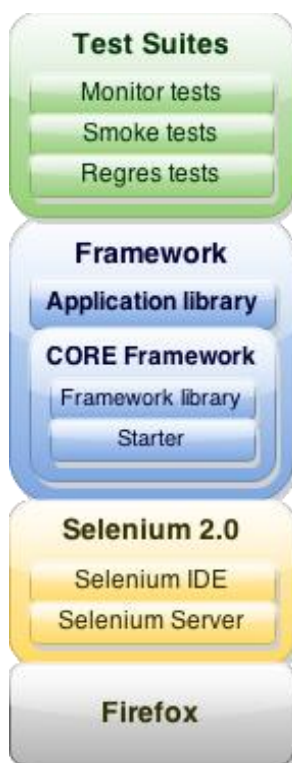 Test Suites
Monitor tests
Smoke tests
Regres tests
Framework
Application library
CORE Framework
Framework library
Starter
Selenium 2.0
Selenium IDE
Selenium Server
Firefox